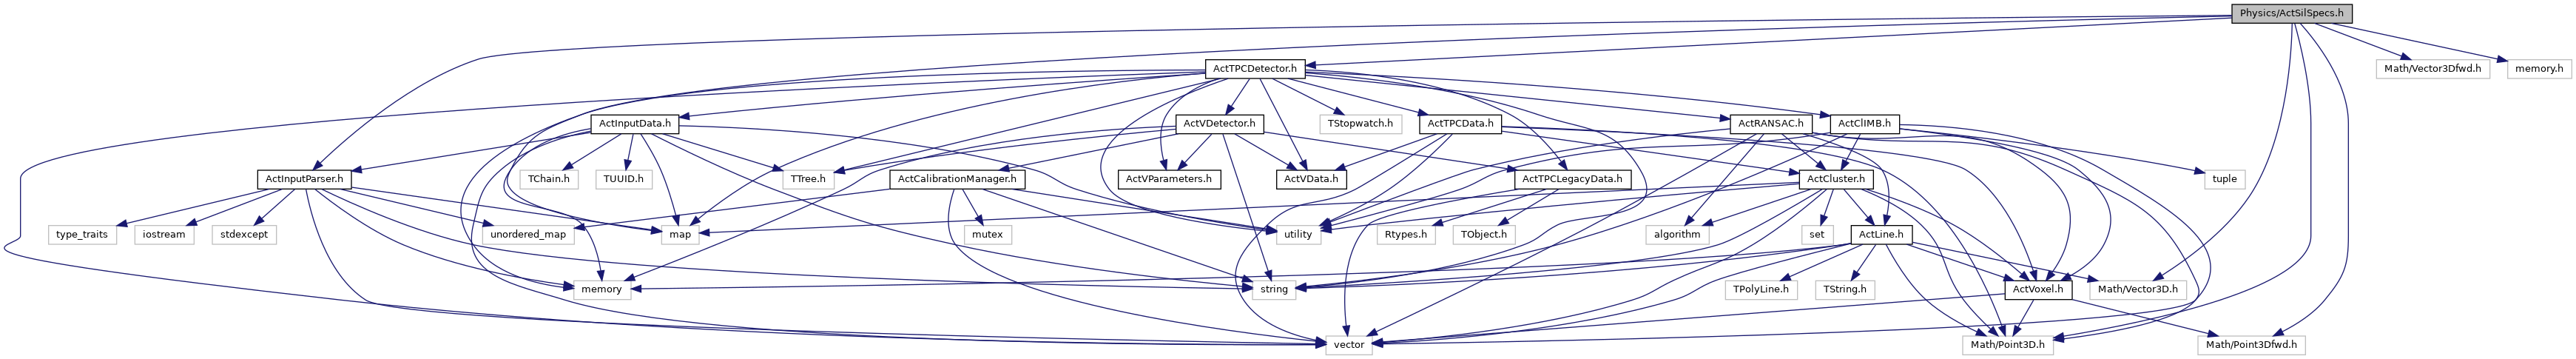 Physics/ActSilSpecs.h
ActTPCDetector.h
Math/Vector3Dfwd.h
memory.h
ActInputData.h
ActVDetector.h
TStopwatch.h
ActTPCData.h
ActRANSAC.h
ActClIMB.h
ActInputParser.h
TChain.h
TUUID.h
TTree.h
ActCalibrationManager.h
ActVParameters.h
ActVData.h
ActTPCLegacyData.h
ActCluster.h
tuple
type_traits
iostream
stdexcept
unordered_map
map
mutex
utility
Rtypes.h
TObject.h
algorithm
set
ActLine.h
memory
string
TPolyLine.h
TString.h
ActVoxel.h
Math/Vector3D.h
vector
Math/Point3D.h
Math/Point3Dfwd.h